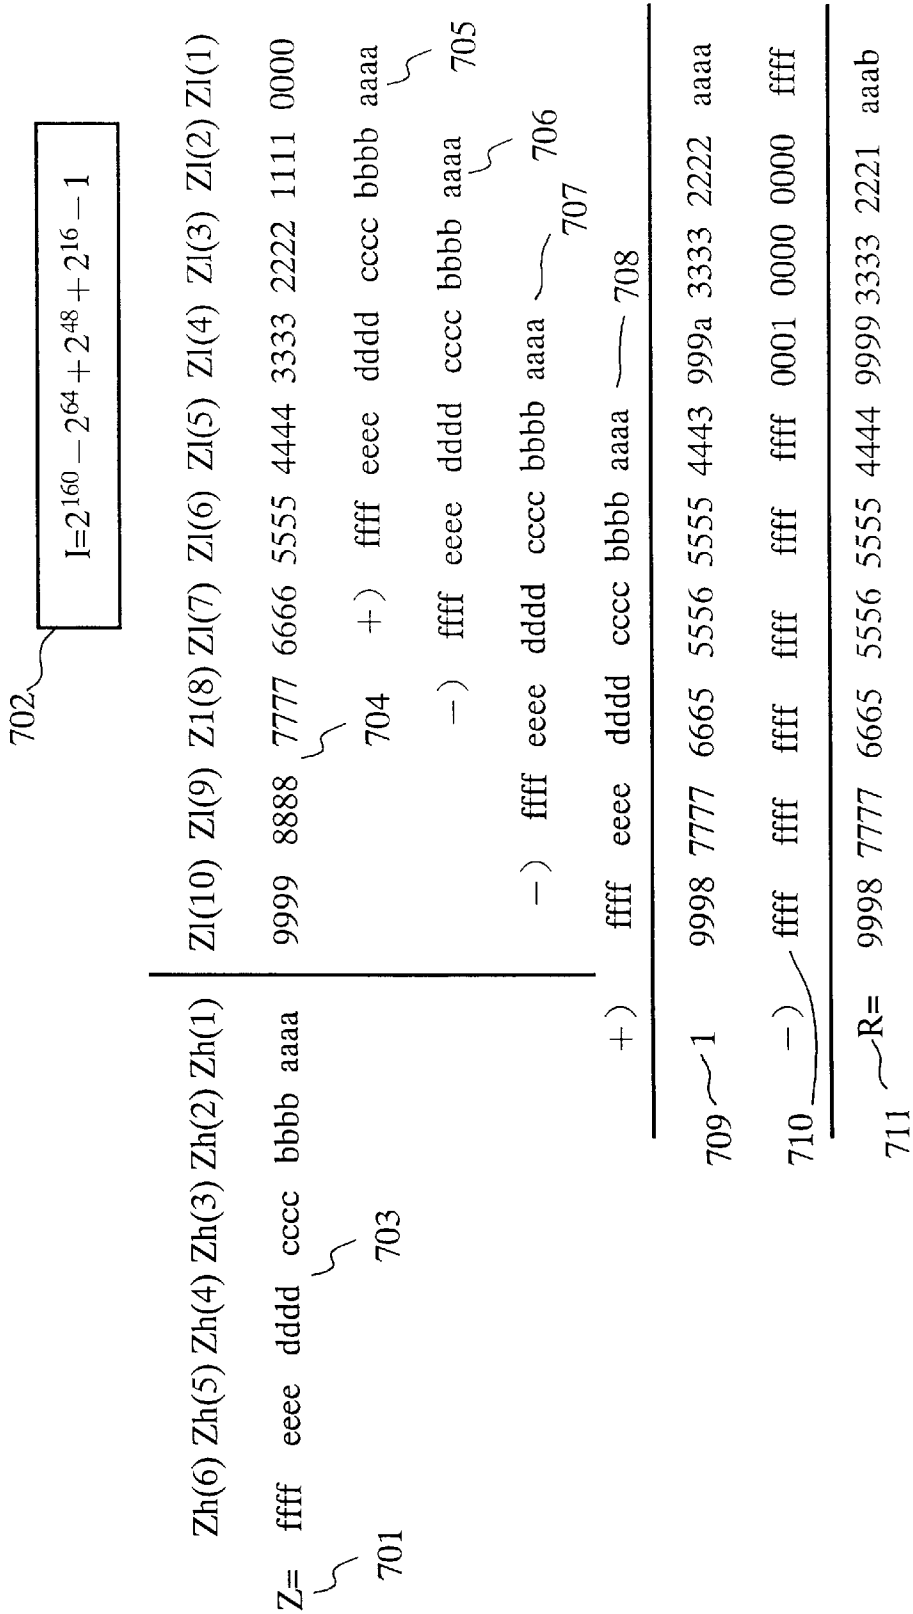 702
I=2^160 − 2^64 + 2^48 + 2^16 − 1
Zh(6) Zh(5) Zh(4) Zh(3) Zh(2) Zh(1) Zl(10) Zl(9) Z1(8) Zl(7) Zl(6) Zl(5) Zl(4) Zl(3) Zl(2) Zl(1)
Z= ffff eeee dddd cccc bbbb aaaa 9999 8888 7777 6666 5555 4444 3333 2222 1111 0000
701 703 704
+) ffff eeee dddd cccc bbbb aaaa
705
−) ffff eeee dddd cccc bbbb aaaa
706
−) ffff eeee dddd cccc bbbb aaaa
707
+) ffff eeee dddd cccc bbbb aaaa 708
709 1 9998 7777 6665 5556 5555 4443 999a 3333 2222 aaaa
710 −) ffff ffff ffff ffff ffff ffff 0001 0000 0000 ffff
711 R= 9998 7777 6665 5556 5555 4444 9999 3333 2221 aaab